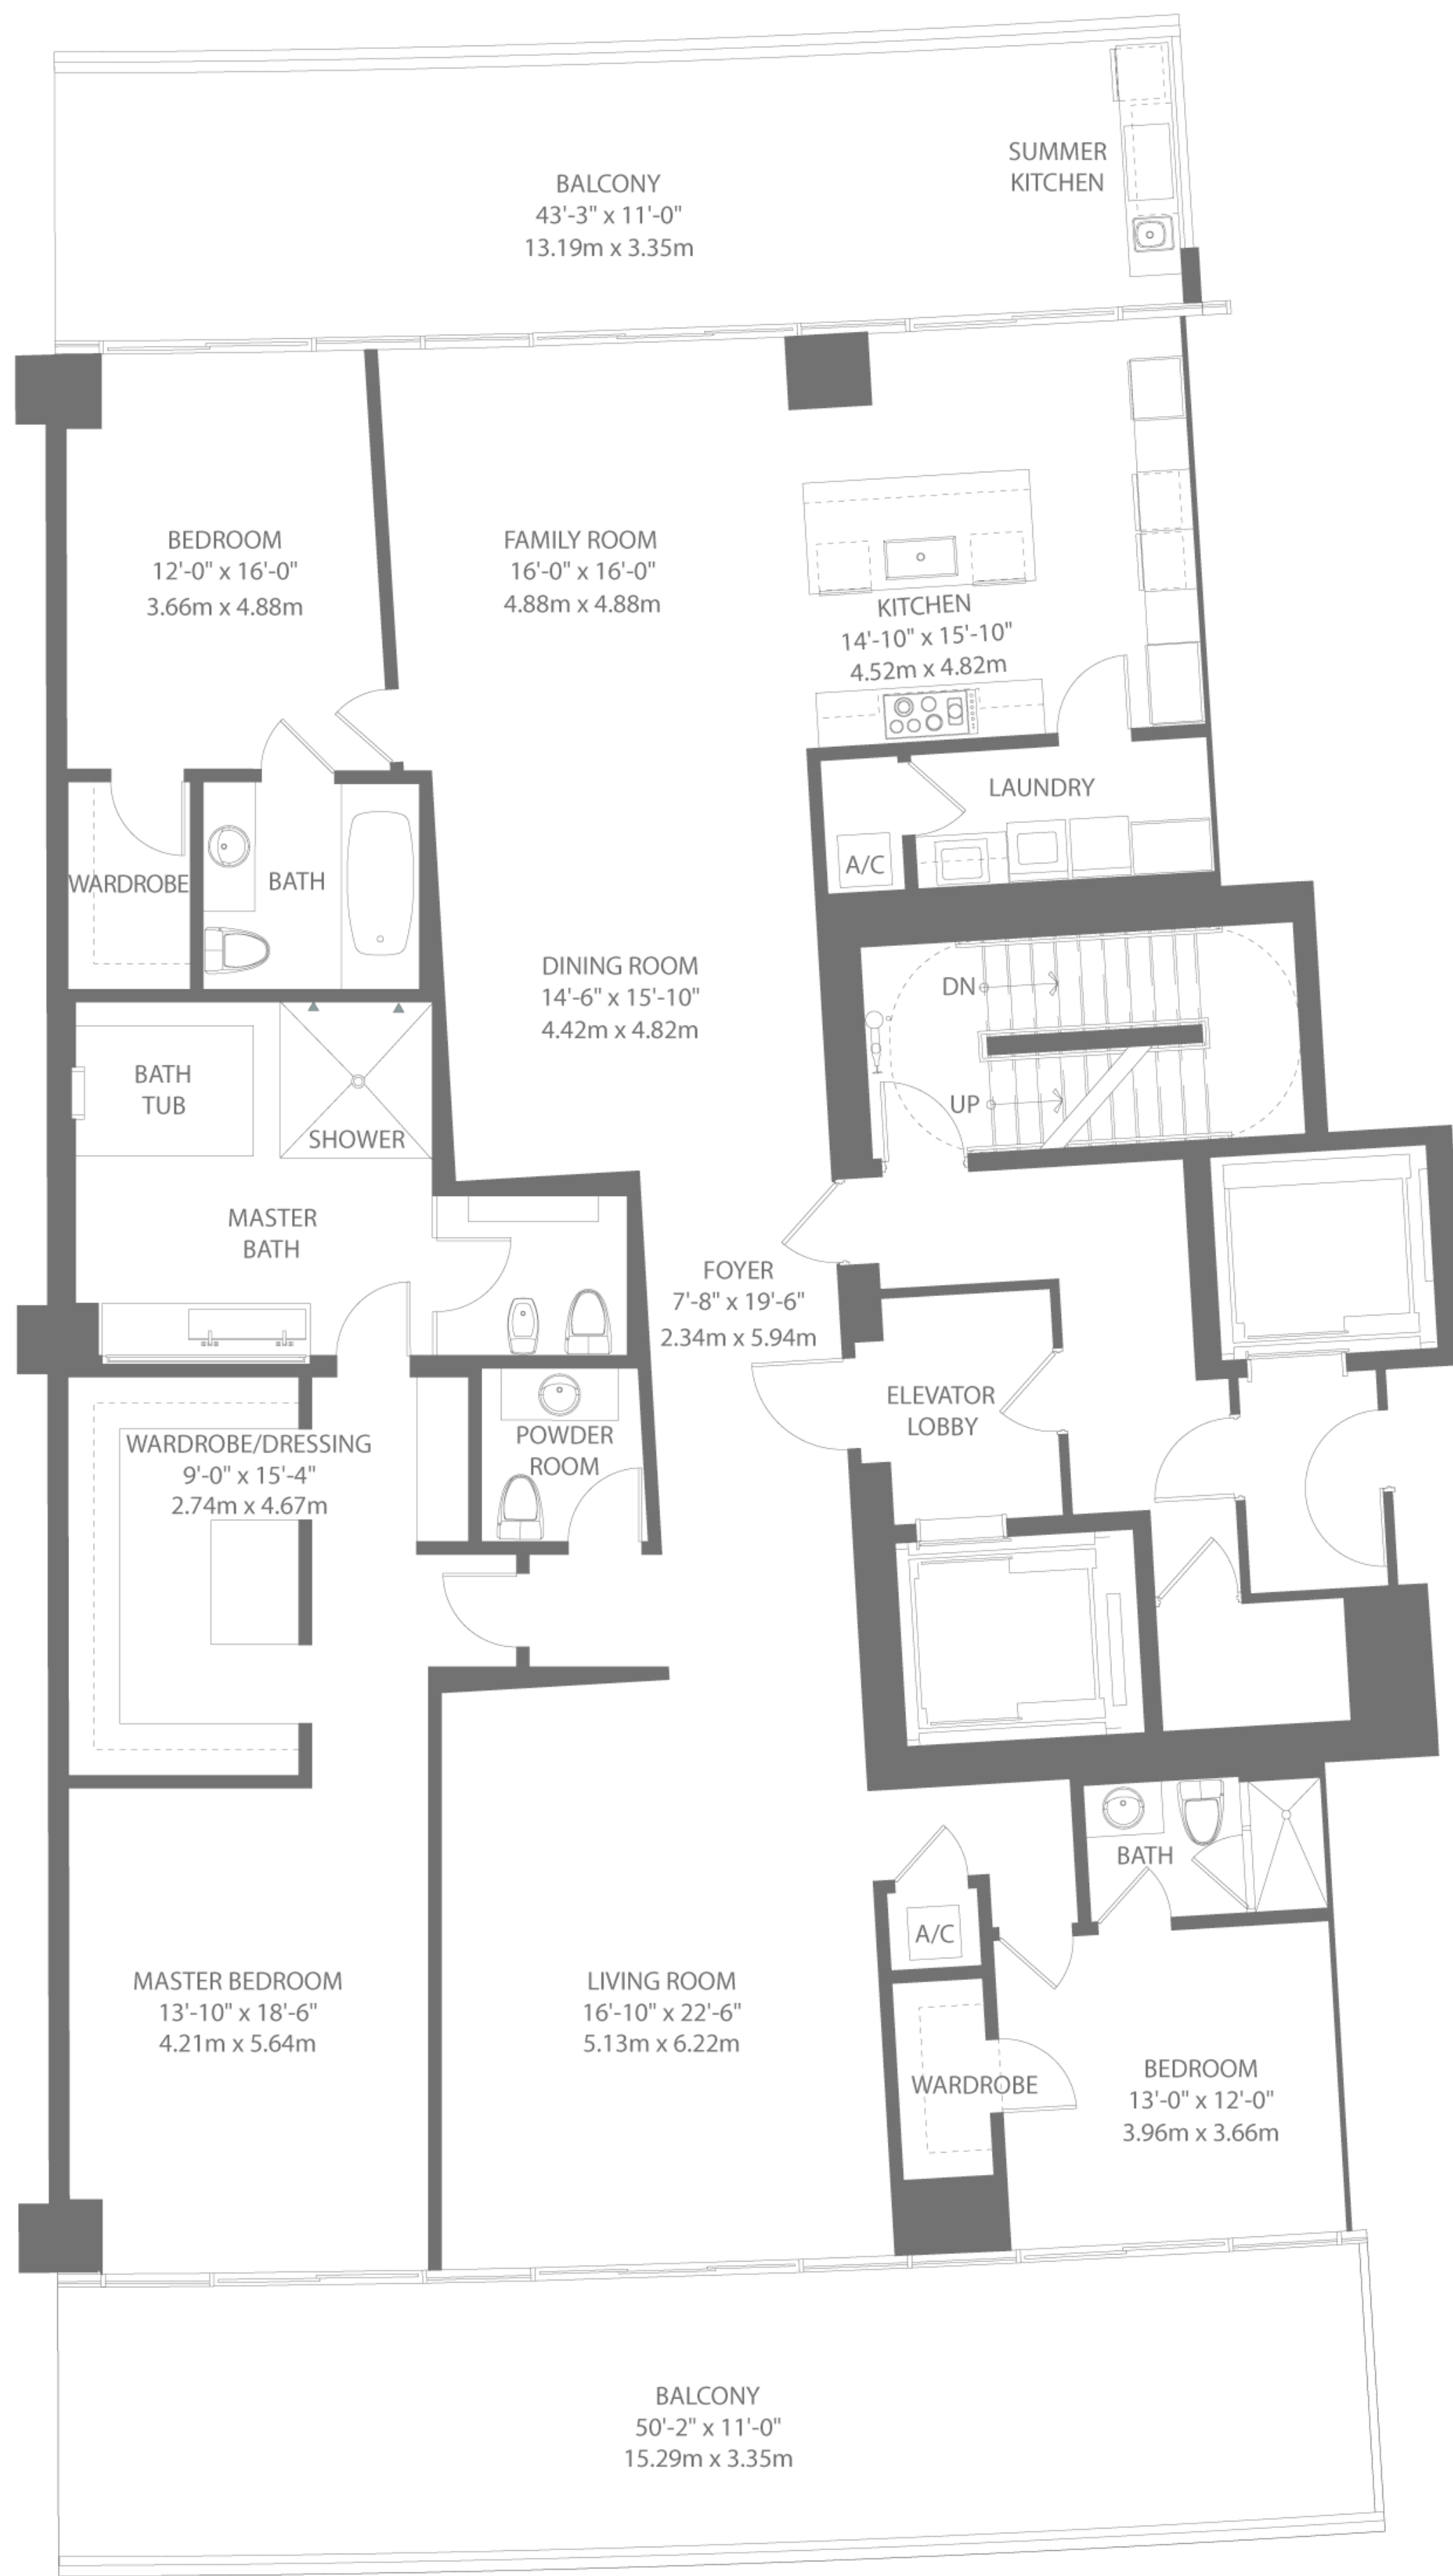 SUMMER
KITCHEN
BALCONY
43'-3" x 11'-0"
13.19m x 3.35m
BEDROOM
12'-0" x 16'-0"
3.66m x 4.88m
FAMILY ROOM
16'-0" x 16'-0"
4.88m x 4.88m
KITCHEN
14'-10" x 15'-10"
4.52m x 4.82m
LAUNDRY
A/C
WARDROBE
BATH
DINING ROOM
14'-6" x 15'-10"
4.42m x 4.82m
DN
UP
BATH
TUB
SHOWER
MASTER
BATH
FOYER
7'-8" x 19'-6"
2.34m x 5.94m
ELEVATOR
LOBBY
WARDROBE/DRESSING
9'-0" x 15'-4"
2.74m x 4.67m
POWDER
ROOM
BATH
A/C
MASTER BEDROOM
13'-10" x 18'-6"
4.21m x 5.64m
LIVING ROOM
16'-10" x 22'-6"
5.13m x 6.22m
WARDROBE
BEDROOM
13'-0" x 12'-0"
3.96m x 3.66m
BALCONY
50'-2" x 11'-0"
15.29m x 3.35m